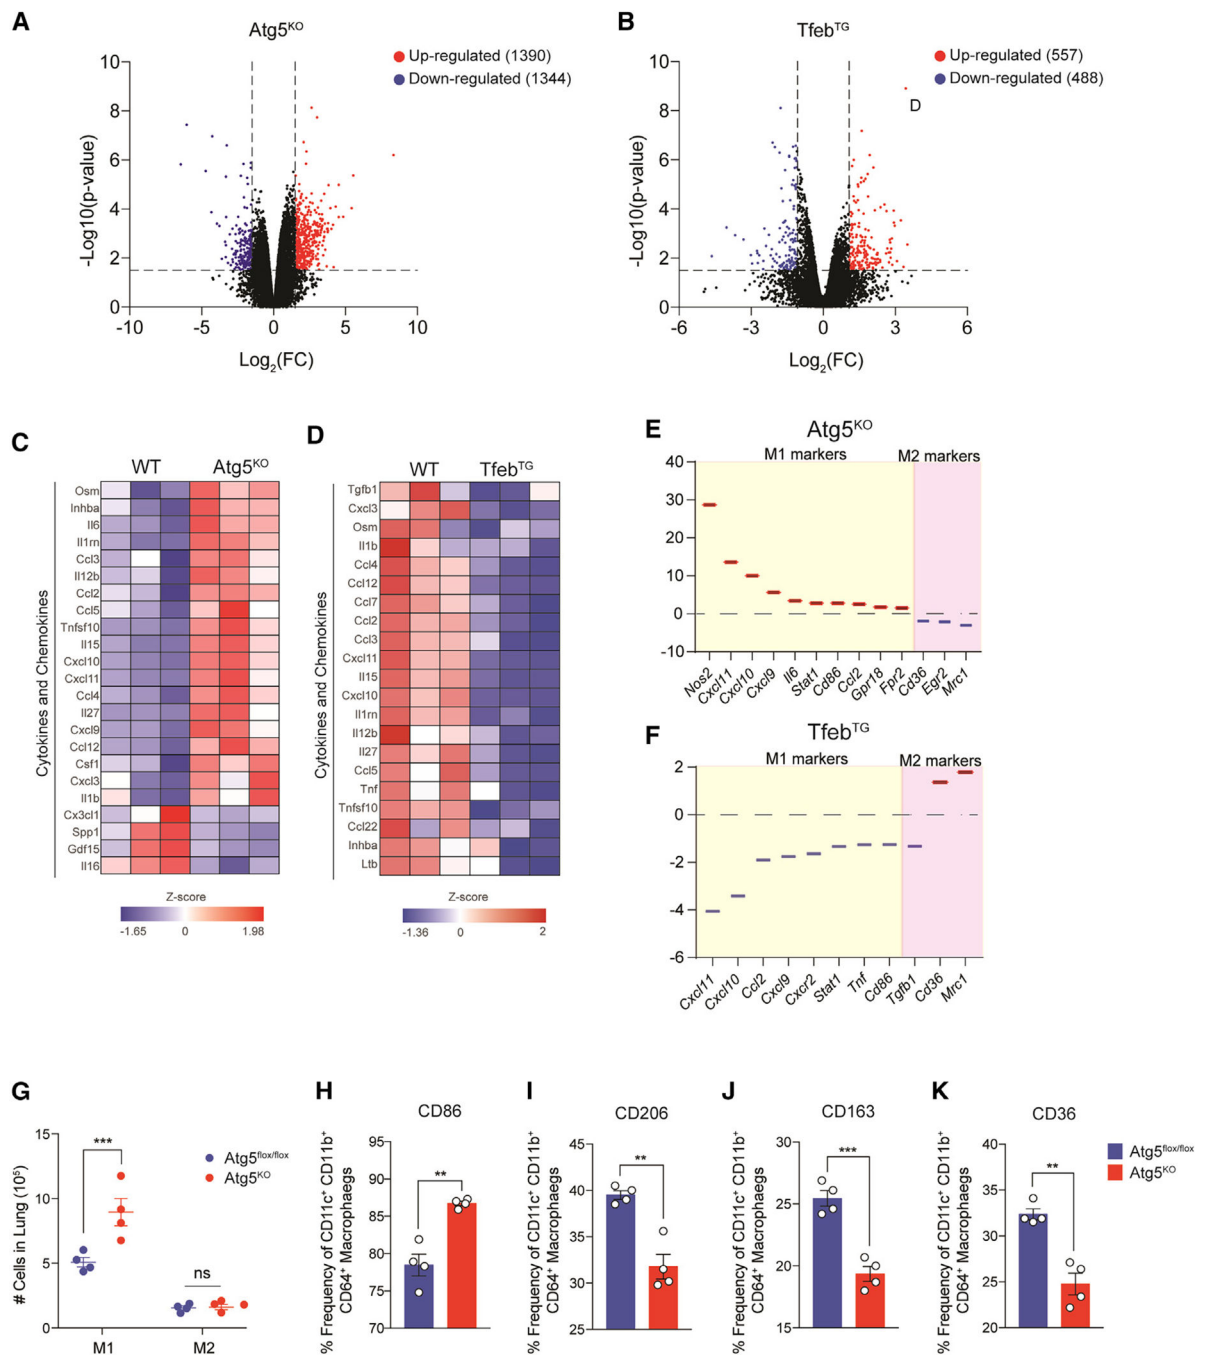 A
Atg5KO
Up-regulated (1390)
Down-regulated (1344)
-Log10(p-value)
10
8
6
4
2
0
-10
-5
0
5
10
Log2(FC)
B
TfebTG
Up-regulated (557)
Down-regulated (488)
D
-Log10(p-value)
10
8
6
4
2
0
-6
-3
0
3
6
Log2(FC)
C
WT
Atg5KO
Cytokines and Chemokines
Osm
Inhba
Il6
Il1rn
Ccl3
Il12b
Ccl2
Ccl5
Tnfsf10
Il15
Cxcl10
Cxcl11
Ccl4
Il27
Cxcl9
Ccl12
Csf1
Cxcl3
Il1b
Cx3cl1
Spp1
Gdf15
Il16
Z-score
-1.65
0
1.98
D
WT
TfebTG
Cytokines and Chemokines
Tgfb1
Cxcl3
Osm
Il1b
Ccl4
Ccl12
Ccl7
Ccl2
Ccl3
Cxcl11
Il15
Cxcl10
Il1rn
Il12b
Il27
Ccl5
Tnf
Tnfsf10
Ccl22
Inhba
Ltb
Z-score
-1.36
0
2
E
Atg5KO
M1 markers
M2 markers
40
30
20
10
0
-10
Nos2
Cxcl11
Cxcl10
Cxcl9
Il6
Stat1
Cd86
Ccl2
Gpr18
Fpr2
Cd36
Egr2
Mrc1
F
TfebTG
M1 markers
M2 markers
2
0
-2
-4
-6
Cxcl11
Cxcl10
Ccl2
Cxcl9
Cxcr2
Stat1
Tnf
Cd86
Tgfb1
Cd36
Mrc1
G
# Cells in Lung (10^5)
15
10
5
0
***
ns
Atg5flox/flox
Atg5KO
M1
M2
H
CD86
% Frequency of CD11c+ CD11b+
CD64+ Macrophaegs
95
90
85
80
75
70
**
I
CD206
% Frequency of CD11c+ CD11b+
CD64+ Macrophaegs
45
40
35
30
25
**
J
CD163
% Frequency of CD11c+ CD11b+
CD64+ Macrophaegs
30
25
20
15
***
K
CD36
% Frequency of CD11c+ CD11b+
CD64+ Macrophaegs
40
35
30
25
20
**
Atg5flox/flox
Atg5KO